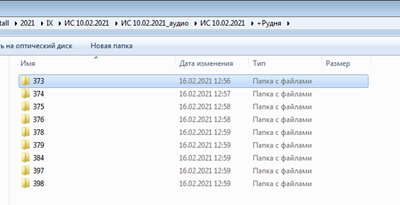 tall ▸ 2021 ▸ IX ▸ ИС 10.02.2021 ▸ ИС 10.02.2021_аудио ▸ ИС 10.02.2021 ▸ +Рудня ▸
ть на оптический диск Новая папка
Имя Дата изменения Тип Размер
373 16.02.2021 12:56 Папка с файлами
374 16.02.2021 12:57 Папка с файлами
375 16.02.2021 12:58 Папка с файлами
376 16.02.2021 12:58 Папка с файлами
378 16.02.2021 12:59 Папка с файлами
379 16.02.2021 12:59 Папка с файлами
384 16.02.2021 12:59 Папка с файлами
397 16.02.2021 12:59 Папка с файлами
398 16.02.2021 12:59 Папка с файлами